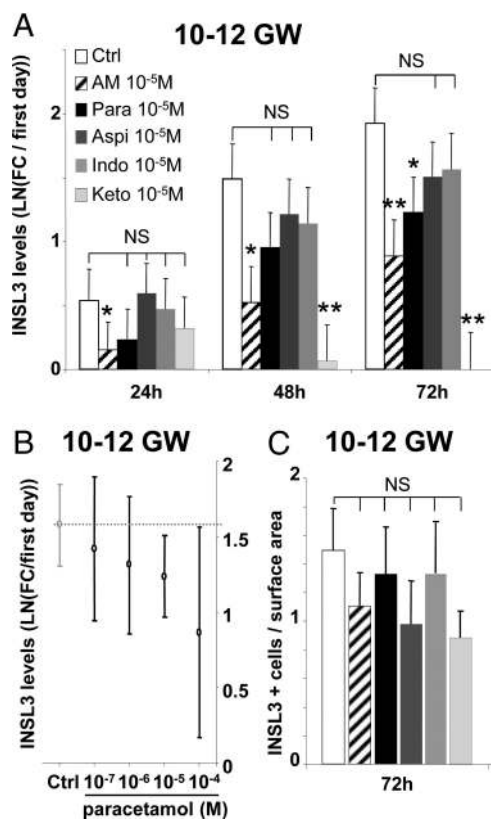 A
10-12 GW
INSL3 levels (LN(FC / first day))
2
1
0
Ctrl
AM 10⁻⁵M
Para 10⁻⁵M
Aspi 10⁻⁵M
Indo 10⁻⁵M
Keto 10⁻⁵M
NS
*
NS
*
**
NS
**
*
**
24h
48h
72h
B
10-12 GW
INSL3 levels (LN(FC/first day))
2
1.5
1
0.5
0
Ctrl 10⁻⁷ 10⁻⁶ 10⁻⁵ 10⁻⁴
paracetamol (M)
C
10-12 GW
INSL3 + cells / surface area
2
1
0
NS
72h